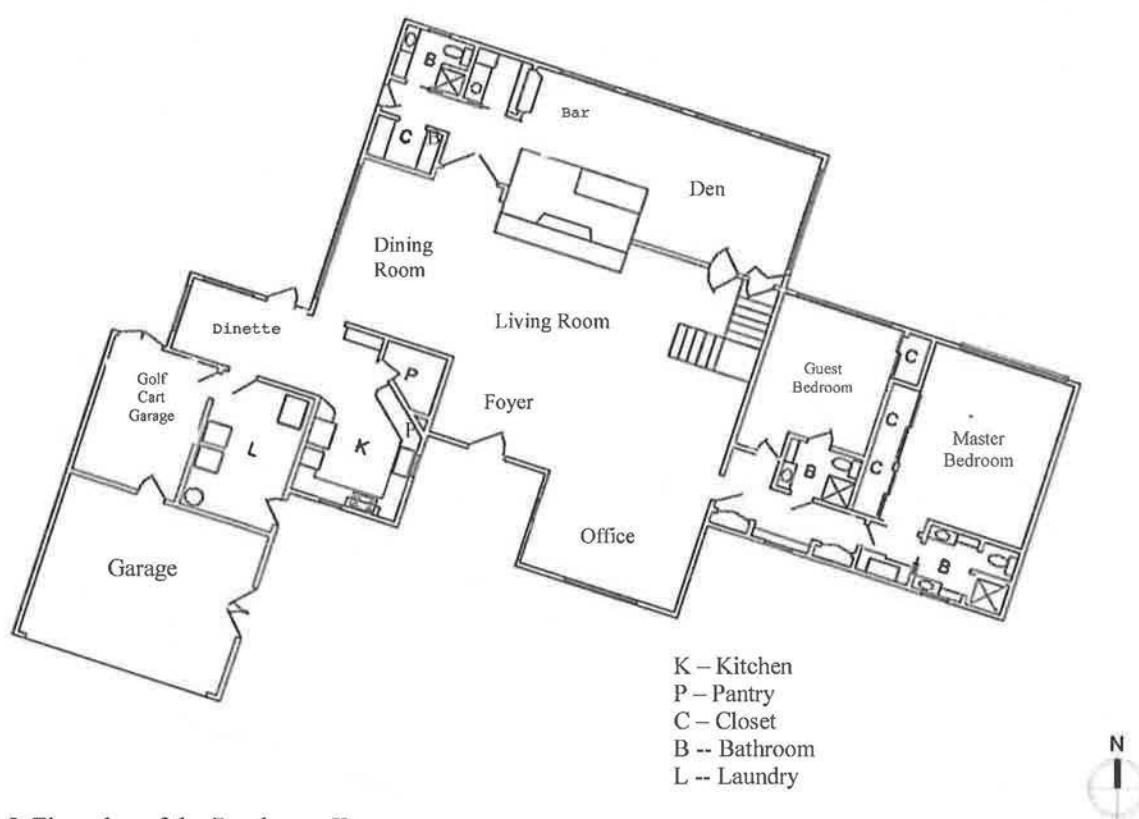 B
Bar
C
B
Den
Dining
Room
Dinette
Living Room
Golf
Cart
Garage
P
P
Foyer
K
L
Guest
Bedroom
C
C
C
Master
Bedroom
B
B
Office
Garage
K – Kitchen
P – Pantry
C – Closet
B -- Bathroom
L -- Laundry
N